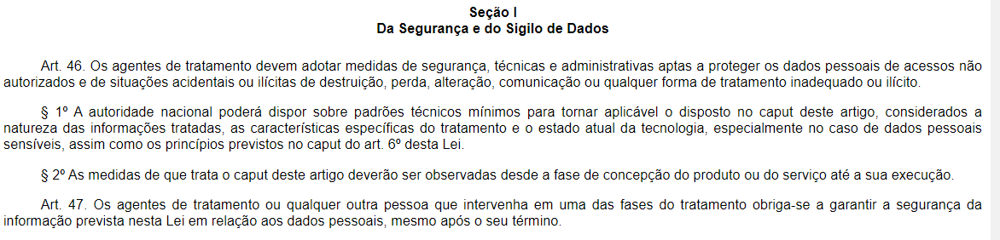 Seção I
Da Segurança e do Sigilo de Dados
Art. 46. Os agentes de tratamento devem adotar medidas de segurança, técnicas e administrativas aptas a proteger os dados pessoais de acessos não
autorizados e de situações acidentais ou ilícitas de destruição, perda, alteração, comunicação ou qualquer forma de tratamento inadequado ou ilícito.
§ 1º A autoridade nacional poderá dispor sobre padrões técnicos mínimos para tornar aplicável o disposto no caput deste artigo, considerados a
natureza das informações tratadas, as características específicas do tratamento e o estado atual da tecnologia, especialmente no caso de dados pessoais
sensíveis, assim como os princípios previstos no caput do art. 6º desta Lei.
§ 2º As medidas de que trata o caput deste artigo deverão ser observadas desde a fase de concepção do produto ou do serviço até a sua execução.
Art. 47. Os agentes de tratamento ou qualquer outra pessoa que intervenha em uma das fases do tratamento obriga-se a garantir a segurança da
informação prevista nesta Lei em relação aos dados pessoais, mesmo após o seu término.